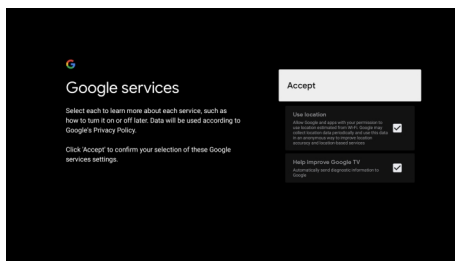 Google services
Select each to learn more about each service, such as
how to turn it on or off later. Data will be used according to
Google's Privacy Policy.
Click 'Accept' to confirm your selection of these Google
services settings.
Accept
Use location
Allow Google and apps with your permission to
use location estimated from Wi-Fi. Google may
collect location data periodically and use this data
in an anonymous way to improve location
accuracy and location-based services.
Help improve Google TV
Automatically send diagnostic information to
Google.